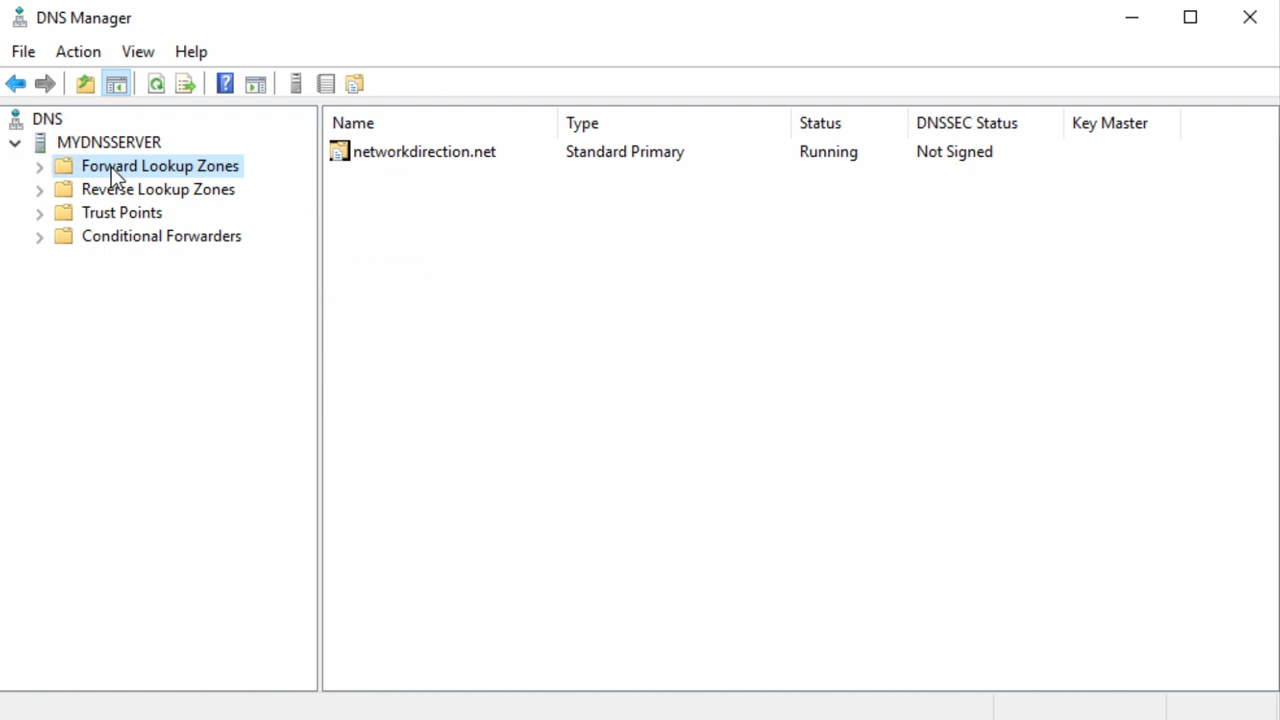 DNS Manager
File Action View Help
DNS
MYDNSSERVER
Forward Lookup Zones
Reverse Lookup Zones
Trust Points
Conditional Forwarders
Name Type Status DNSSEC Status Key Master
networkdirection.net Standard Primary Running Not Signed